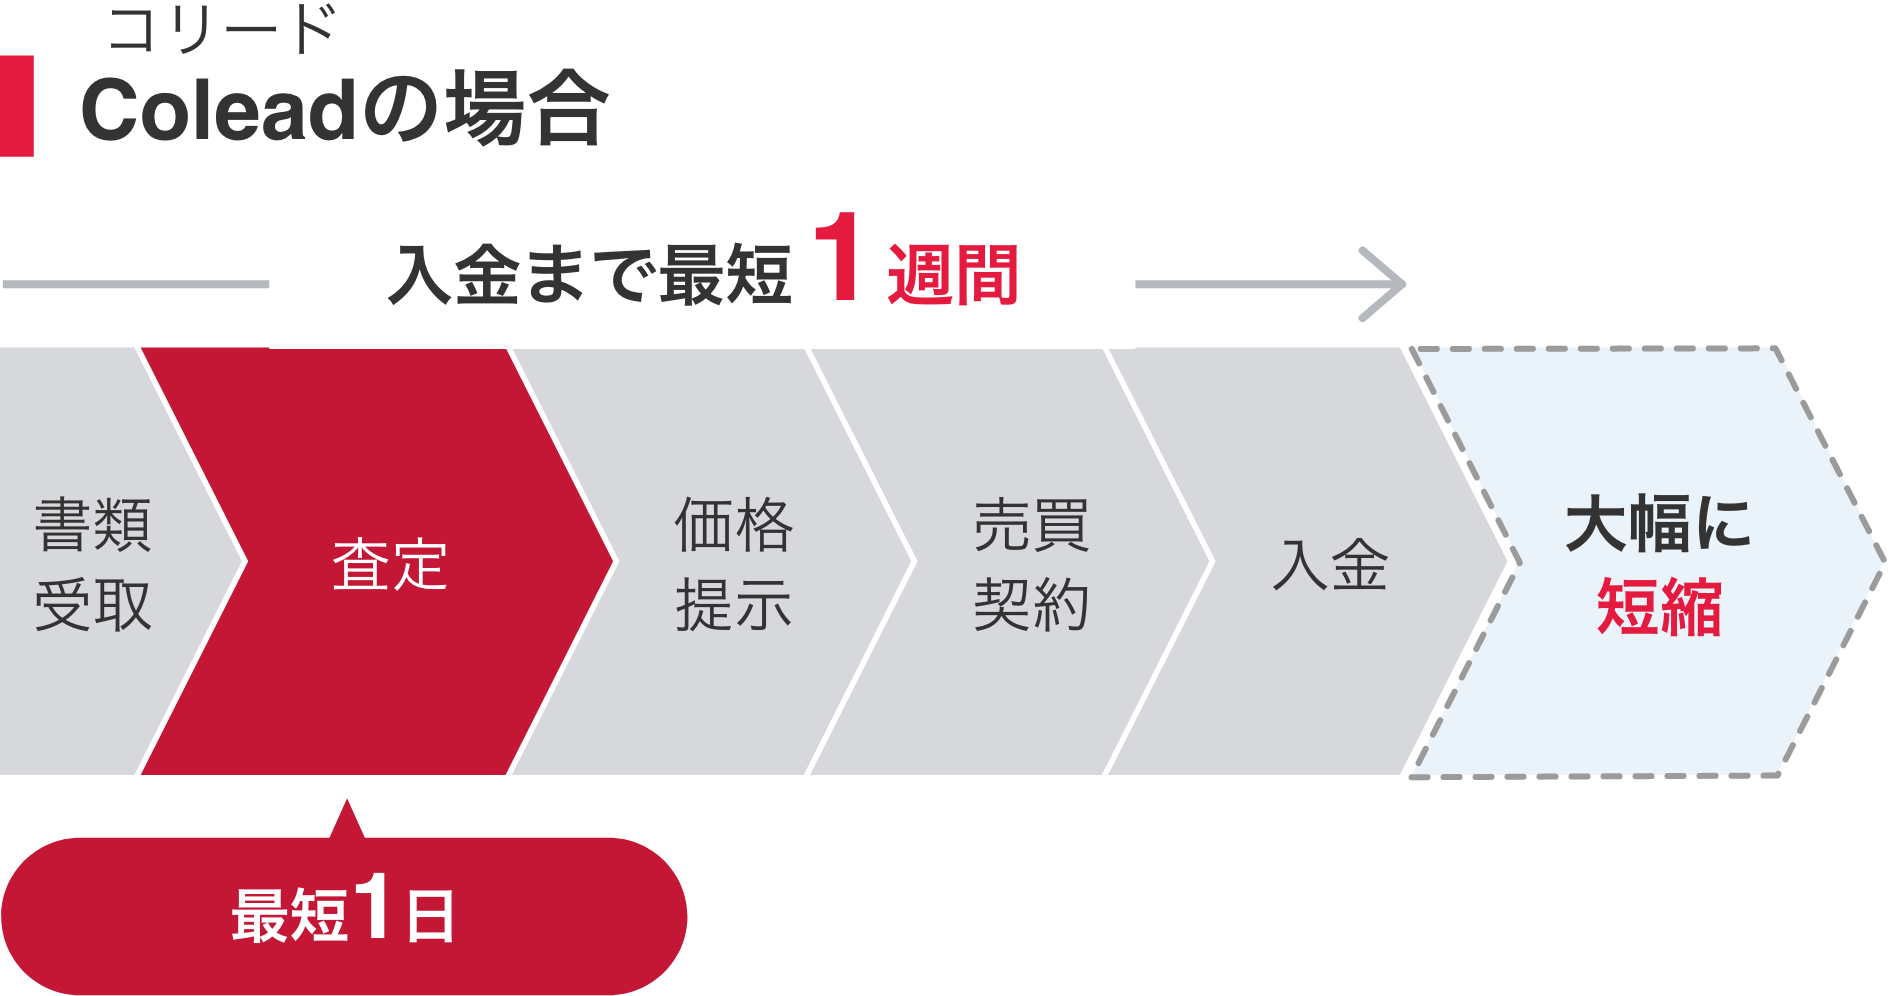 コリード
Coleadの場合
入金まで最短1週間
書類
受取
査定
価格
提示
売買
契約
入金
大幅に
短縮
最短1日